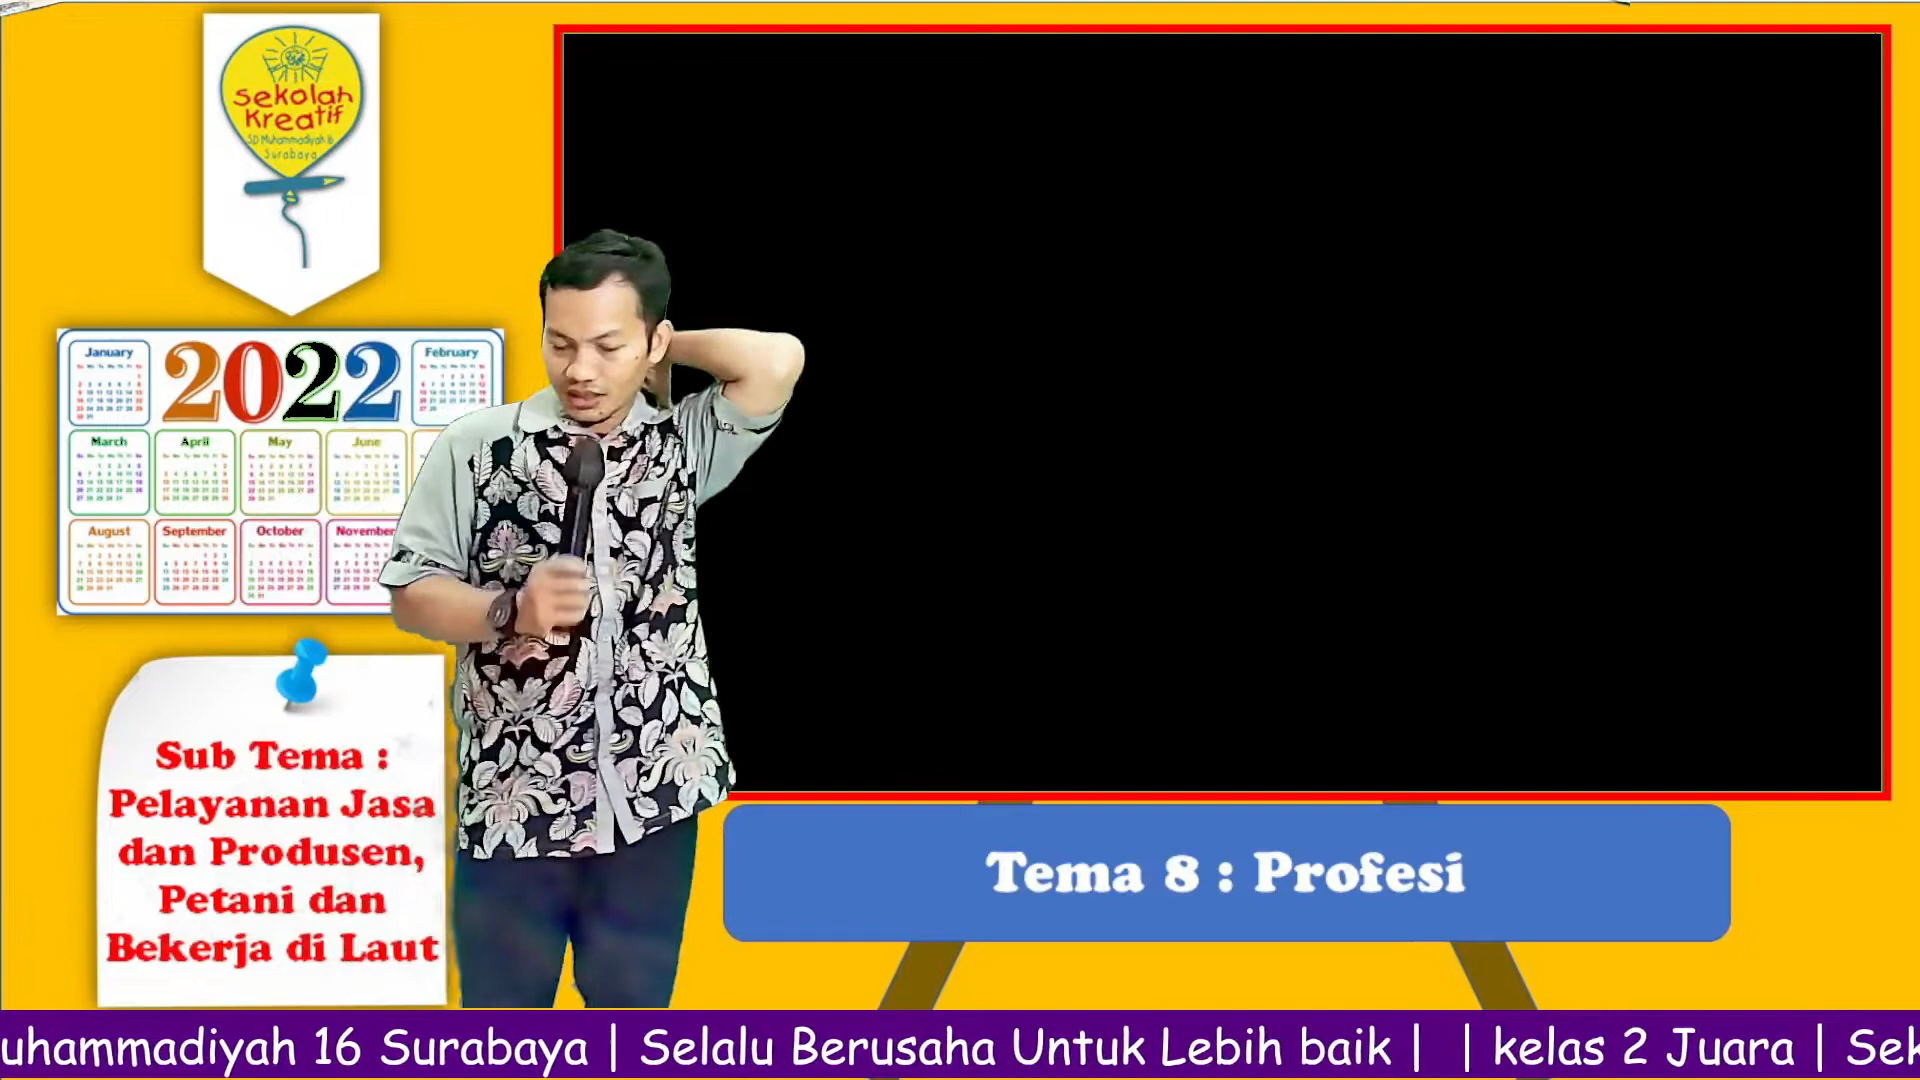 Sekolah
Kreatif
SD Muhammadiyah 16
Surabaya
2022
January
February
March
April
May
June
August
September
October
November
Sub Tema :
Pelayanan Jasa
dan Produsen,
Petani dan
Bekerja di Laut
Tema 8 : Profesi
uhammadiyah 16 Surabaya | Selalu Berusaha Untuk Lebih baik | | kelas 2 Juara | Sek